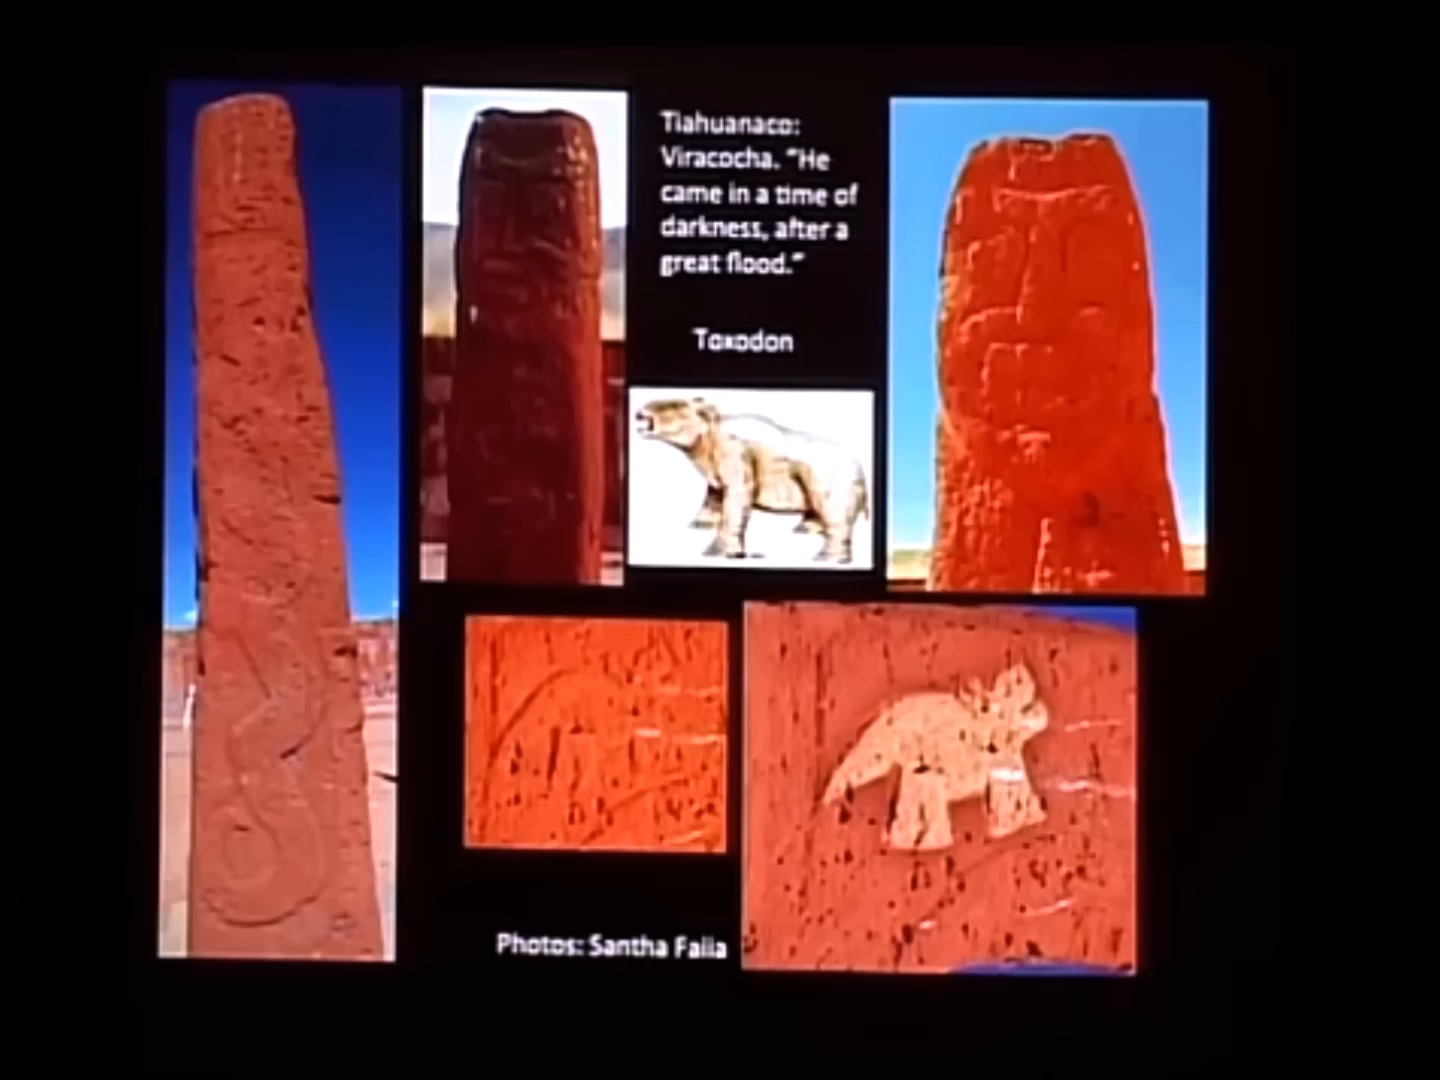 Tiahuanaco:
Viracocha. "He
came in a time of
darkness, after a
great flood."
Toxodon
Photos: Santha Faiia